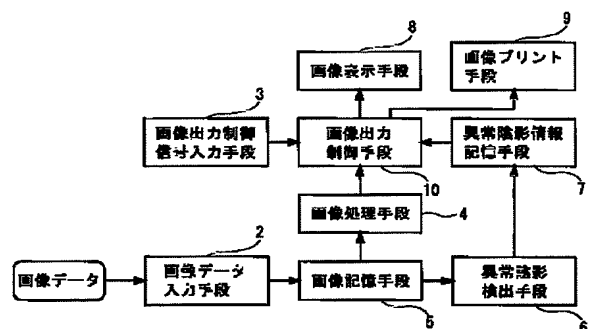 8
9
画像表示手段
画像プリント
手段
3
画像出力制御
信号入力手段
画像出力
制御手段
異常陰影情報
記憶手段
10
7
画像処理手段
4
2
画像データ
画像データ
入力手段
画像記憶手段
異常陰影
検出手段
5
6